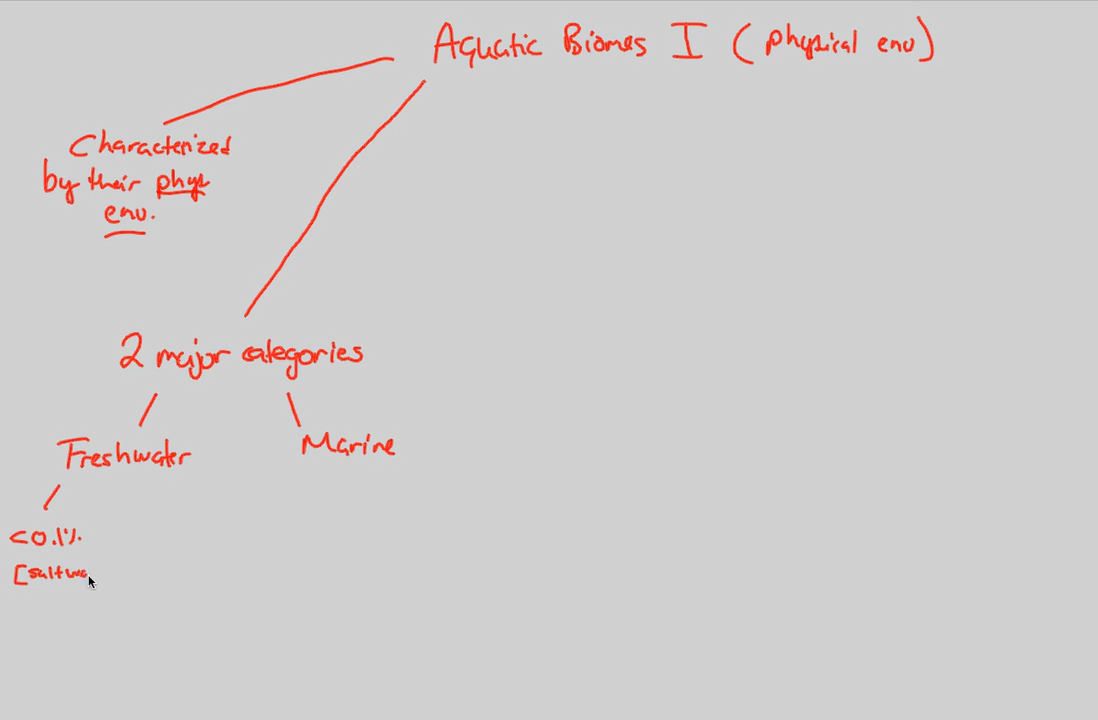 Aquatic Biomes I (physical env)
Characterized
by their phys
env.
2 major categories
Freshwater
Marine
<0.1%
[saltwa